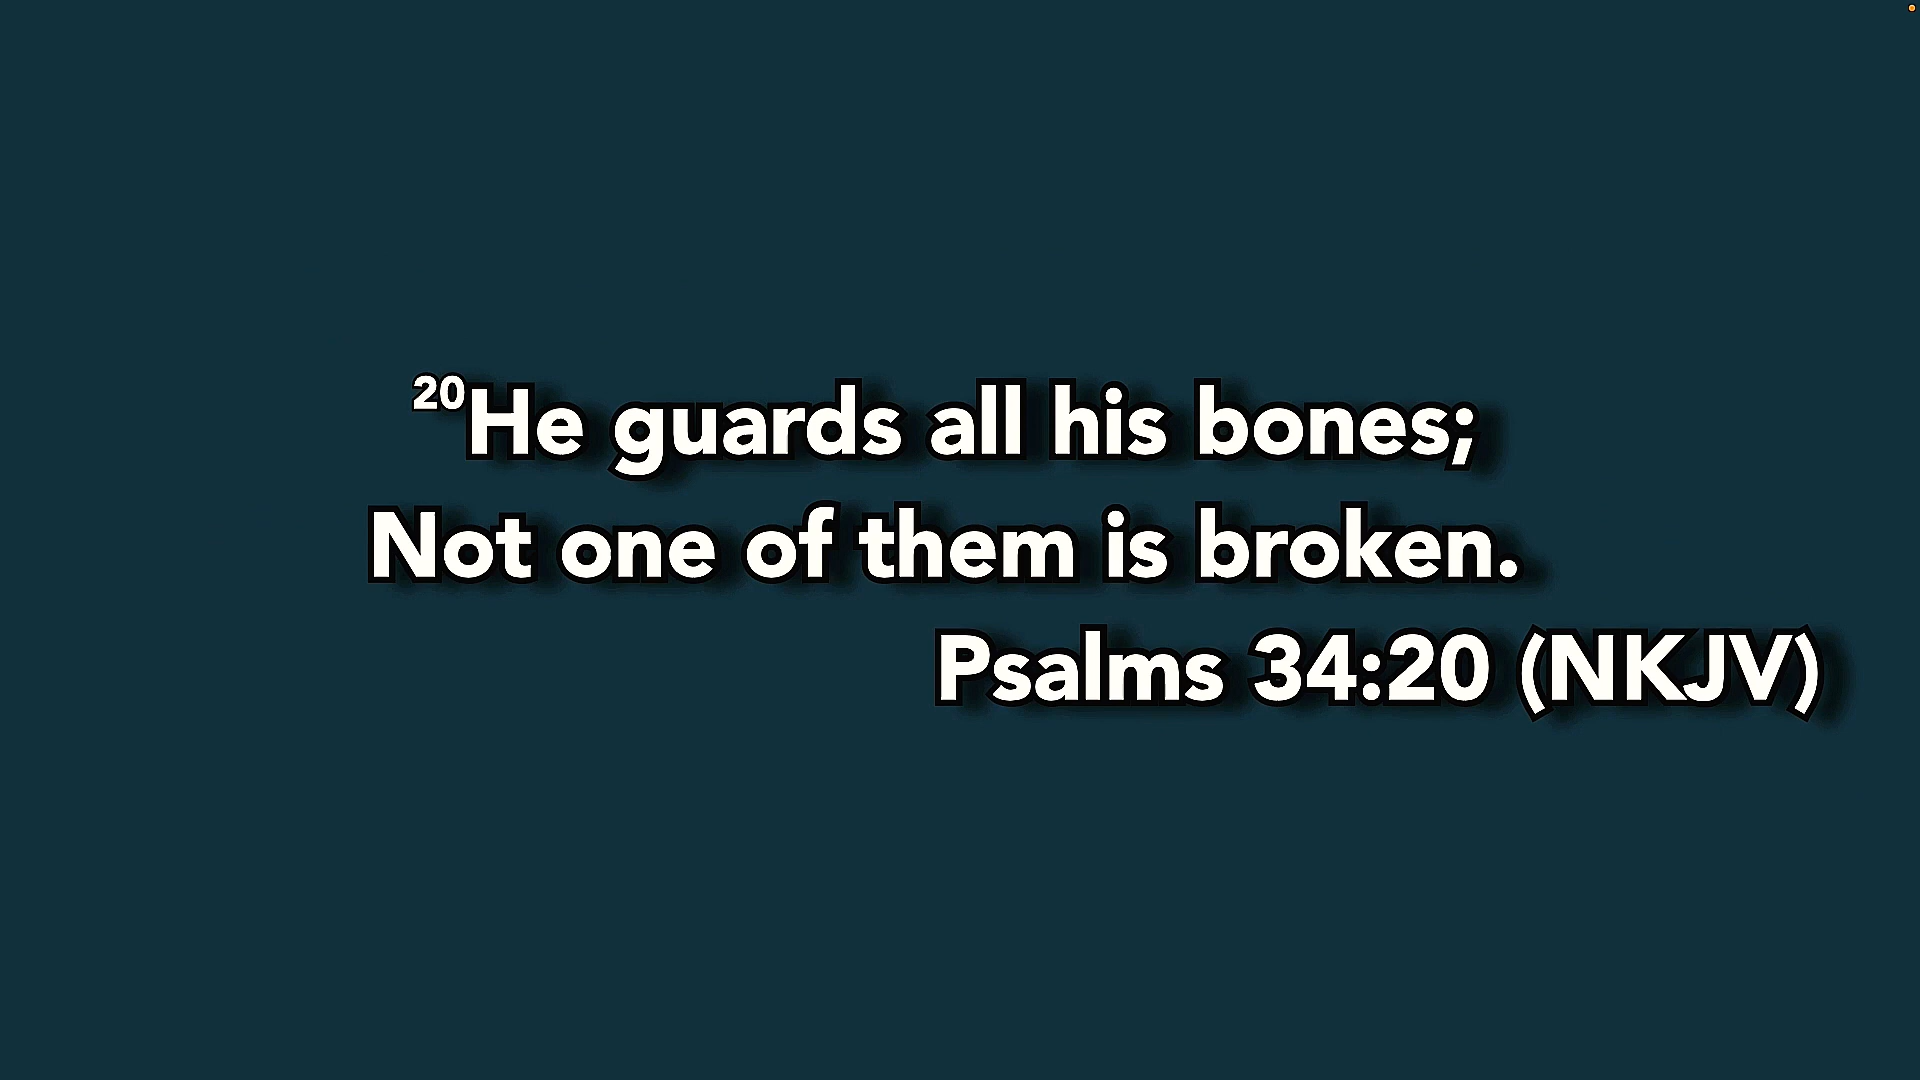 20He guards all his bones;
Not one of them is broken.
Psalms 34:20 (NKJV)